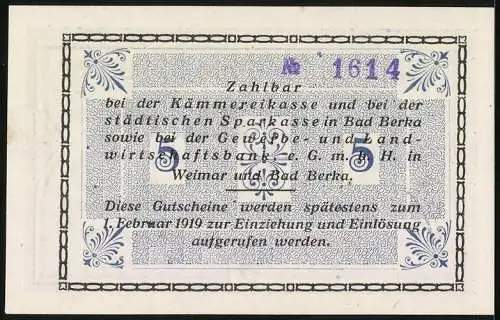 № 1614
Zahlbar
bei der Kämmereikasse und bei der
städtischen Sparkasse in Bad Berka
sowie bei der Gewerbe- und Land-
wirtschaftsbank e. G. m. b. H. in
Weimar und Bad Berka.
5 5
Diese Gutscheine werden spätestens zum
1. Februar 1919 zur Einziehung und Einlösung
aufgerufen werden.